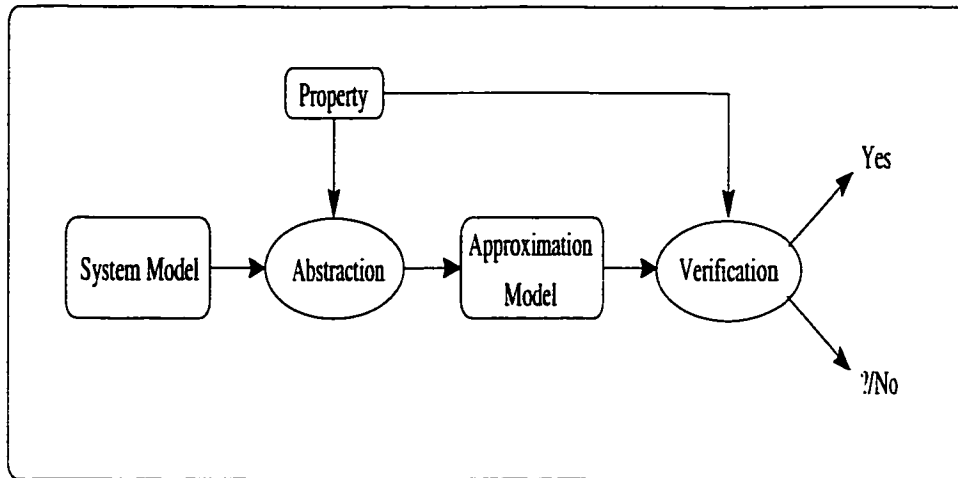 Property
Yes
System Model
Abstraction
Approximation
Model
Verification
?/No